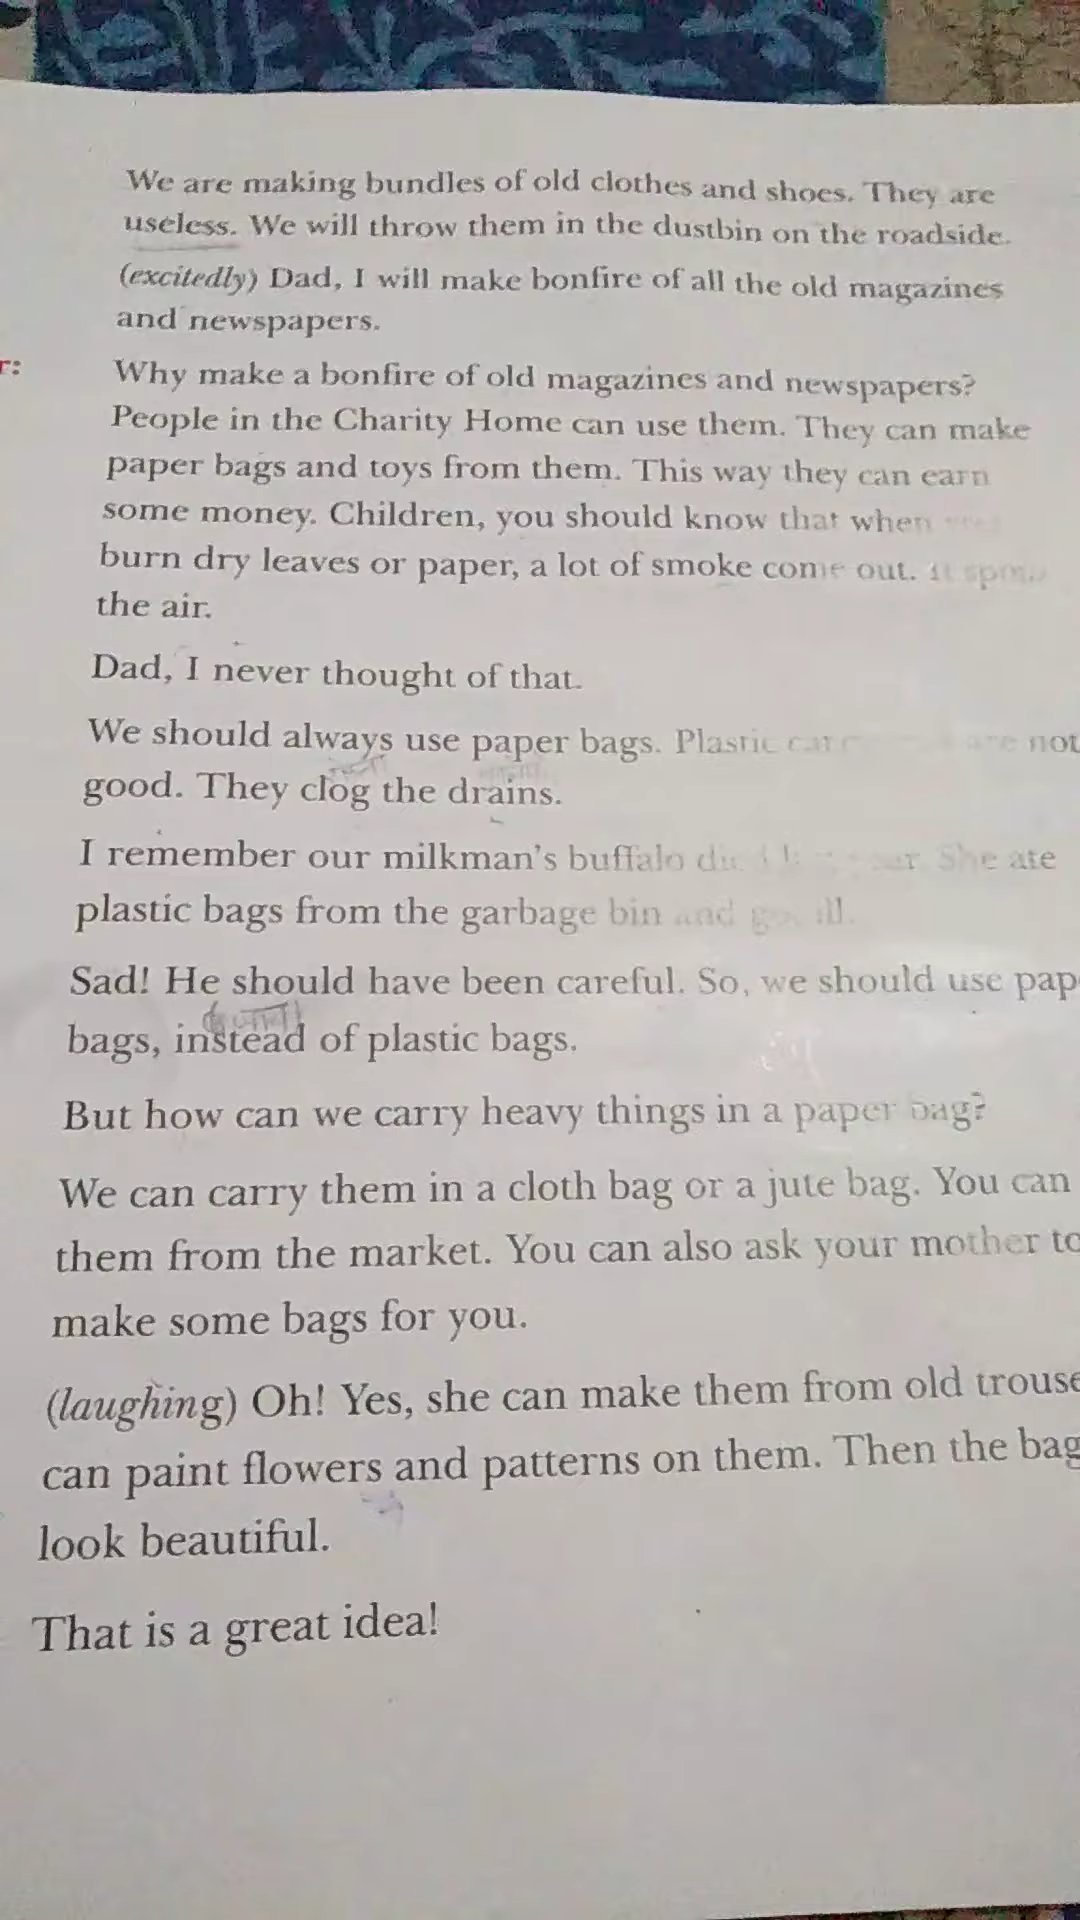 We are making bundles of old clothes and shoes. They are
useless. We will throw them in the dustbin on the roadside.
(excitedly) Dad, I will make bonfire of all the old magazines
and newspapers.
r:
Why make a bonfire of old magazines and newspapers?
People in the Charity Home can use them. They can make
paper bags and toys from them. This way they can earn
some money. Children, you should know that when
burn dry leaves or paper, a lot of smoke come out. It
the air.
Dad, I never thought of that.
We should always use paper bags. Plastic are not
good. They clog the drains.
I remember our milkman's buffalo died She ate
plastic bags from the garbage bin and got ill.
Sad! He should have been careful. So, we should use pap
bags, instead of plastic bags.
But how can we carry heavy things in a paper bag?
We can carry them in a cloth bag or a jute bag. You can
them from the market. You can also ask your mother to
make some bags for you.
(laughing) Oh! Yes, she can make them from old trouse
can paint flowers and patterns on them. Then the bag
look beautiful.
That is a great idea!